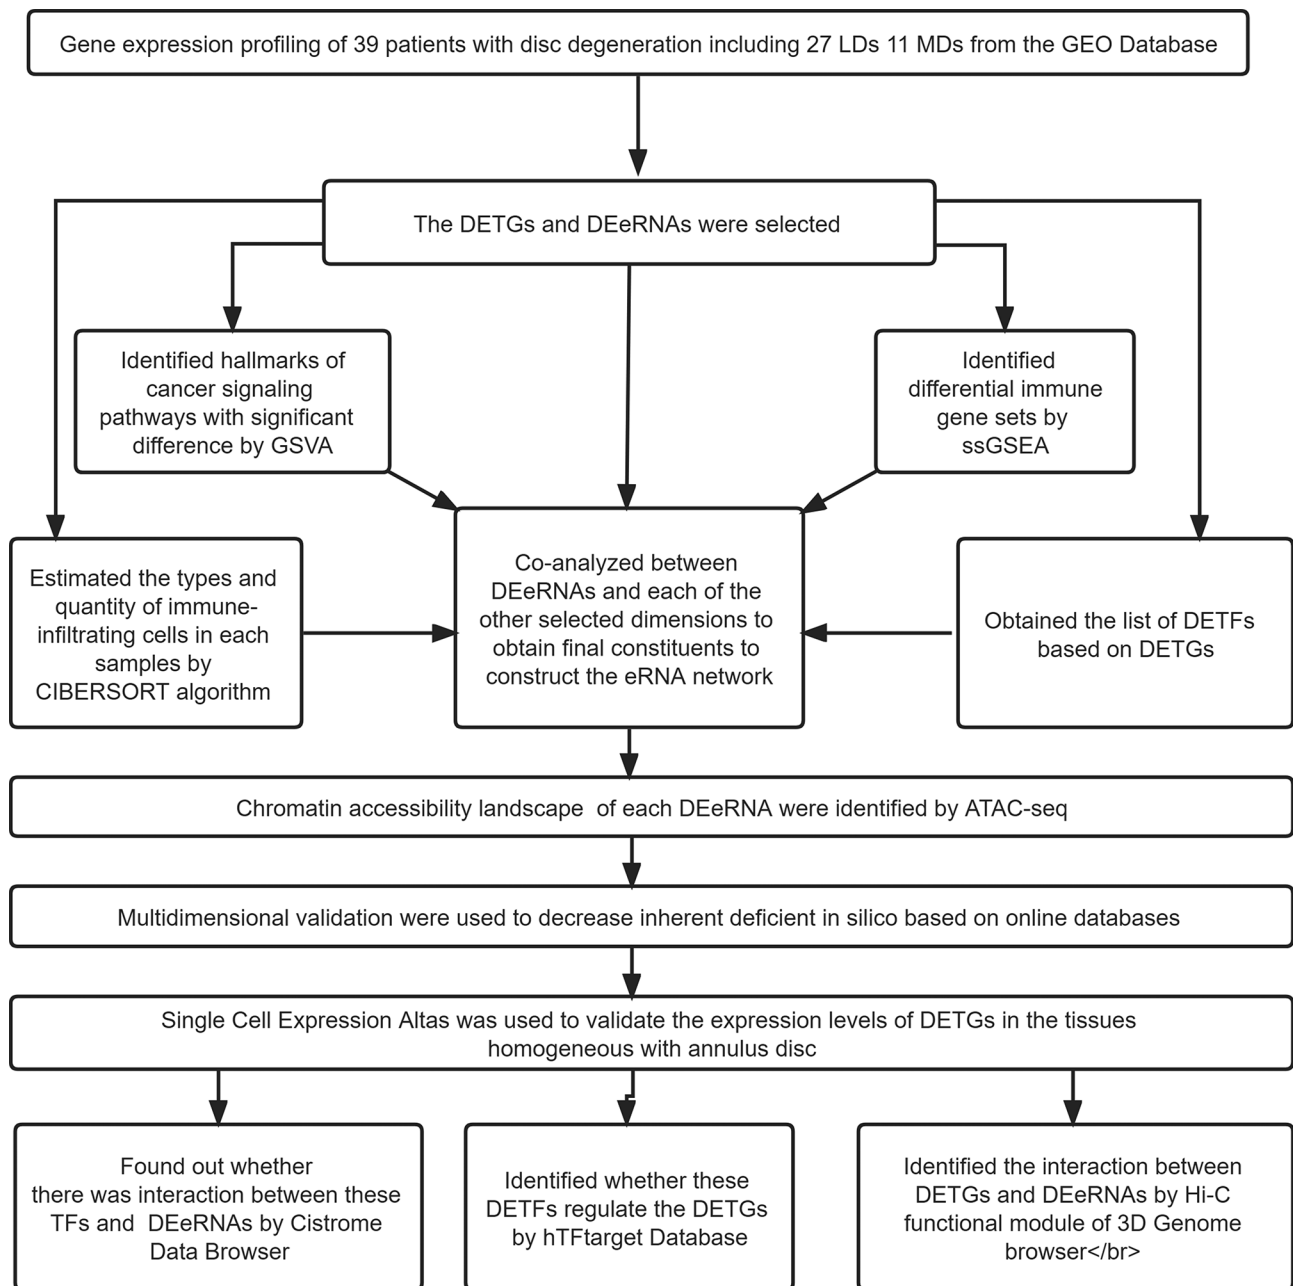 Gene expression profiling of 39 patients with disc degeneration including 27 LDs 11 MDs from the GEO Database
The DETGs and DEeRNAs were selected
Identified hallmarks of
cancer signaling
pathways with significant
difference by GSVA
Identified
differential immune
gene sets by
ssGSEA
Estimated the types and
quantity of immune-
infiltrating cells in each
samples by
CIBERSORT algorithm
Co-analyzed between
DEeRNAs and each of the
other selected dimensions to
obtain final constituents to
construct the eRNA network
Obtained the list of DETFs
based on DETGs
Chromatin accessibility landscape  of each DEeRNA were identified by ATAC-seq
Multidimensional validation were used to decrease inherent deficient in silico based on online databases
Single Cell Expression Altas was used to validate the expression levels of DETGs in the tissues
homogeneous with annulus disc
Found out whether
there was interaction between these
TFs and  DEeRNAs by Cistrome
Data Browser
Identified whether these
DETFs regulate the DETGs
by hTFtarget Database
Identified the interaction between
DETGs and DEeRNAs by Hi-C
functional module of 3D Genome
browser</br>